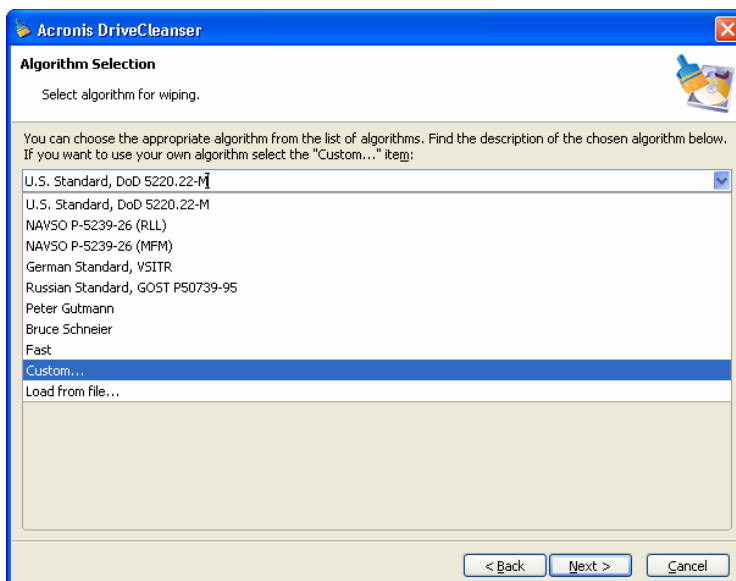 Acronis DriveCleanser
Algorithm Selection
Select algorithm for wiping.
You can choose the appropriate algorithm from the list of algorithms. Find the description of the chosen algorithm below.
If you want to use your own algorithm select the "Custom..." item:
U.S. Standard, DoD 5220.22-M
U.S. Standard, DoD 5220.22-M
NAVSO P-5239-26 (RLL)
NAVSO P-5239-26 (MFM)
German Standard, VSITR
Russian Standard, GOST P50739-95
Peter Gutmann
Bruce Schneier
Fast
Custom...
Load from file...
< Back Next > Cancel